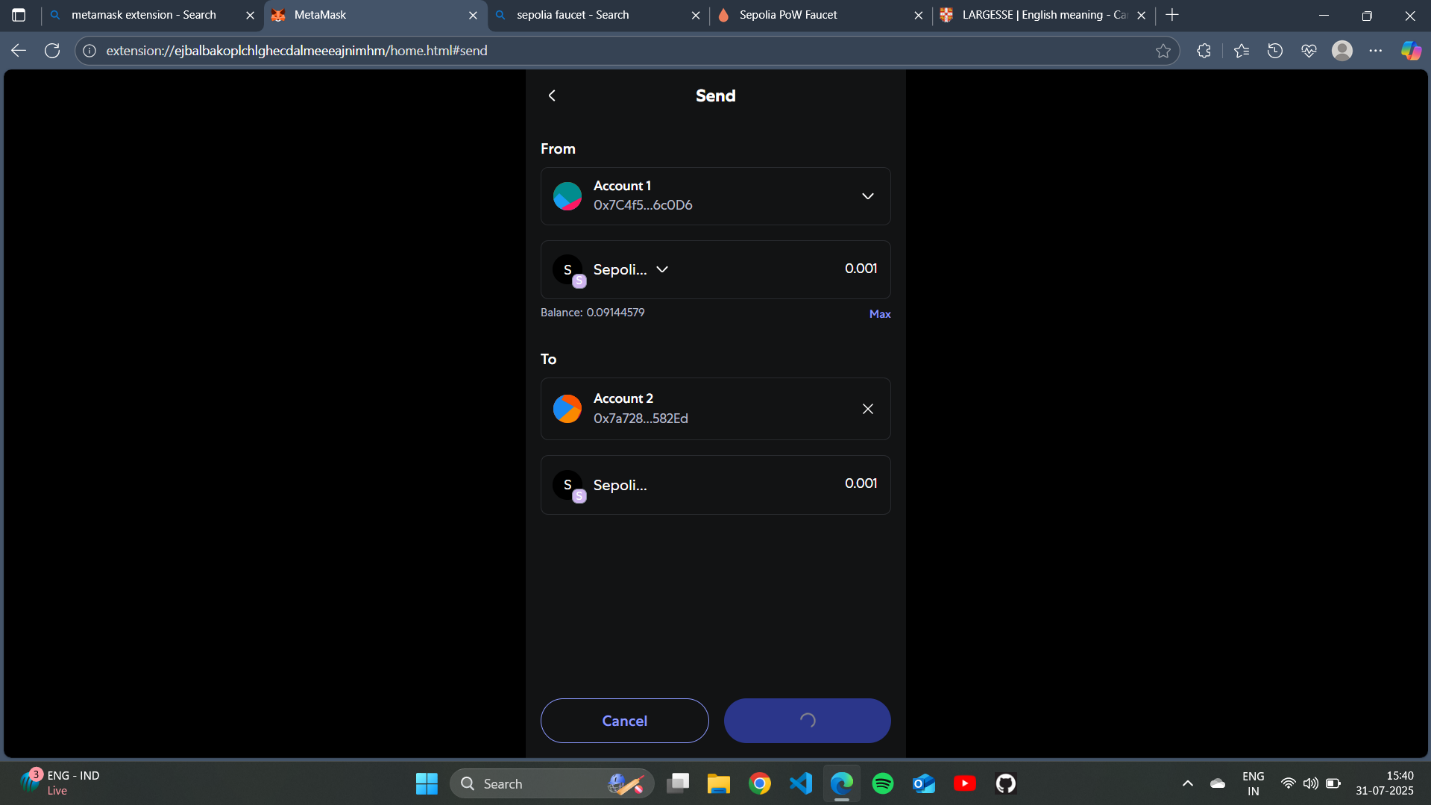 metamask extension - Search
MetaMask
sepolia faucet - Search
Sepolia PoW Faucet
LARGESSE | English meaning - Ca
extension://ejbalbakoplchlghecdalmeeeajnimhm/home.html#send
Send
From
Account 1
0x7C4f5...6c0D6
S
S
Sepoli...
0.001
Balance: 0.09144579
Max
To
Account 2
0x7a728...582Ed
S
S
Sepoli...
0.001
Cancel
3
ENG - IND
Live
Search
ENG
IN
15:40
31-07-2025